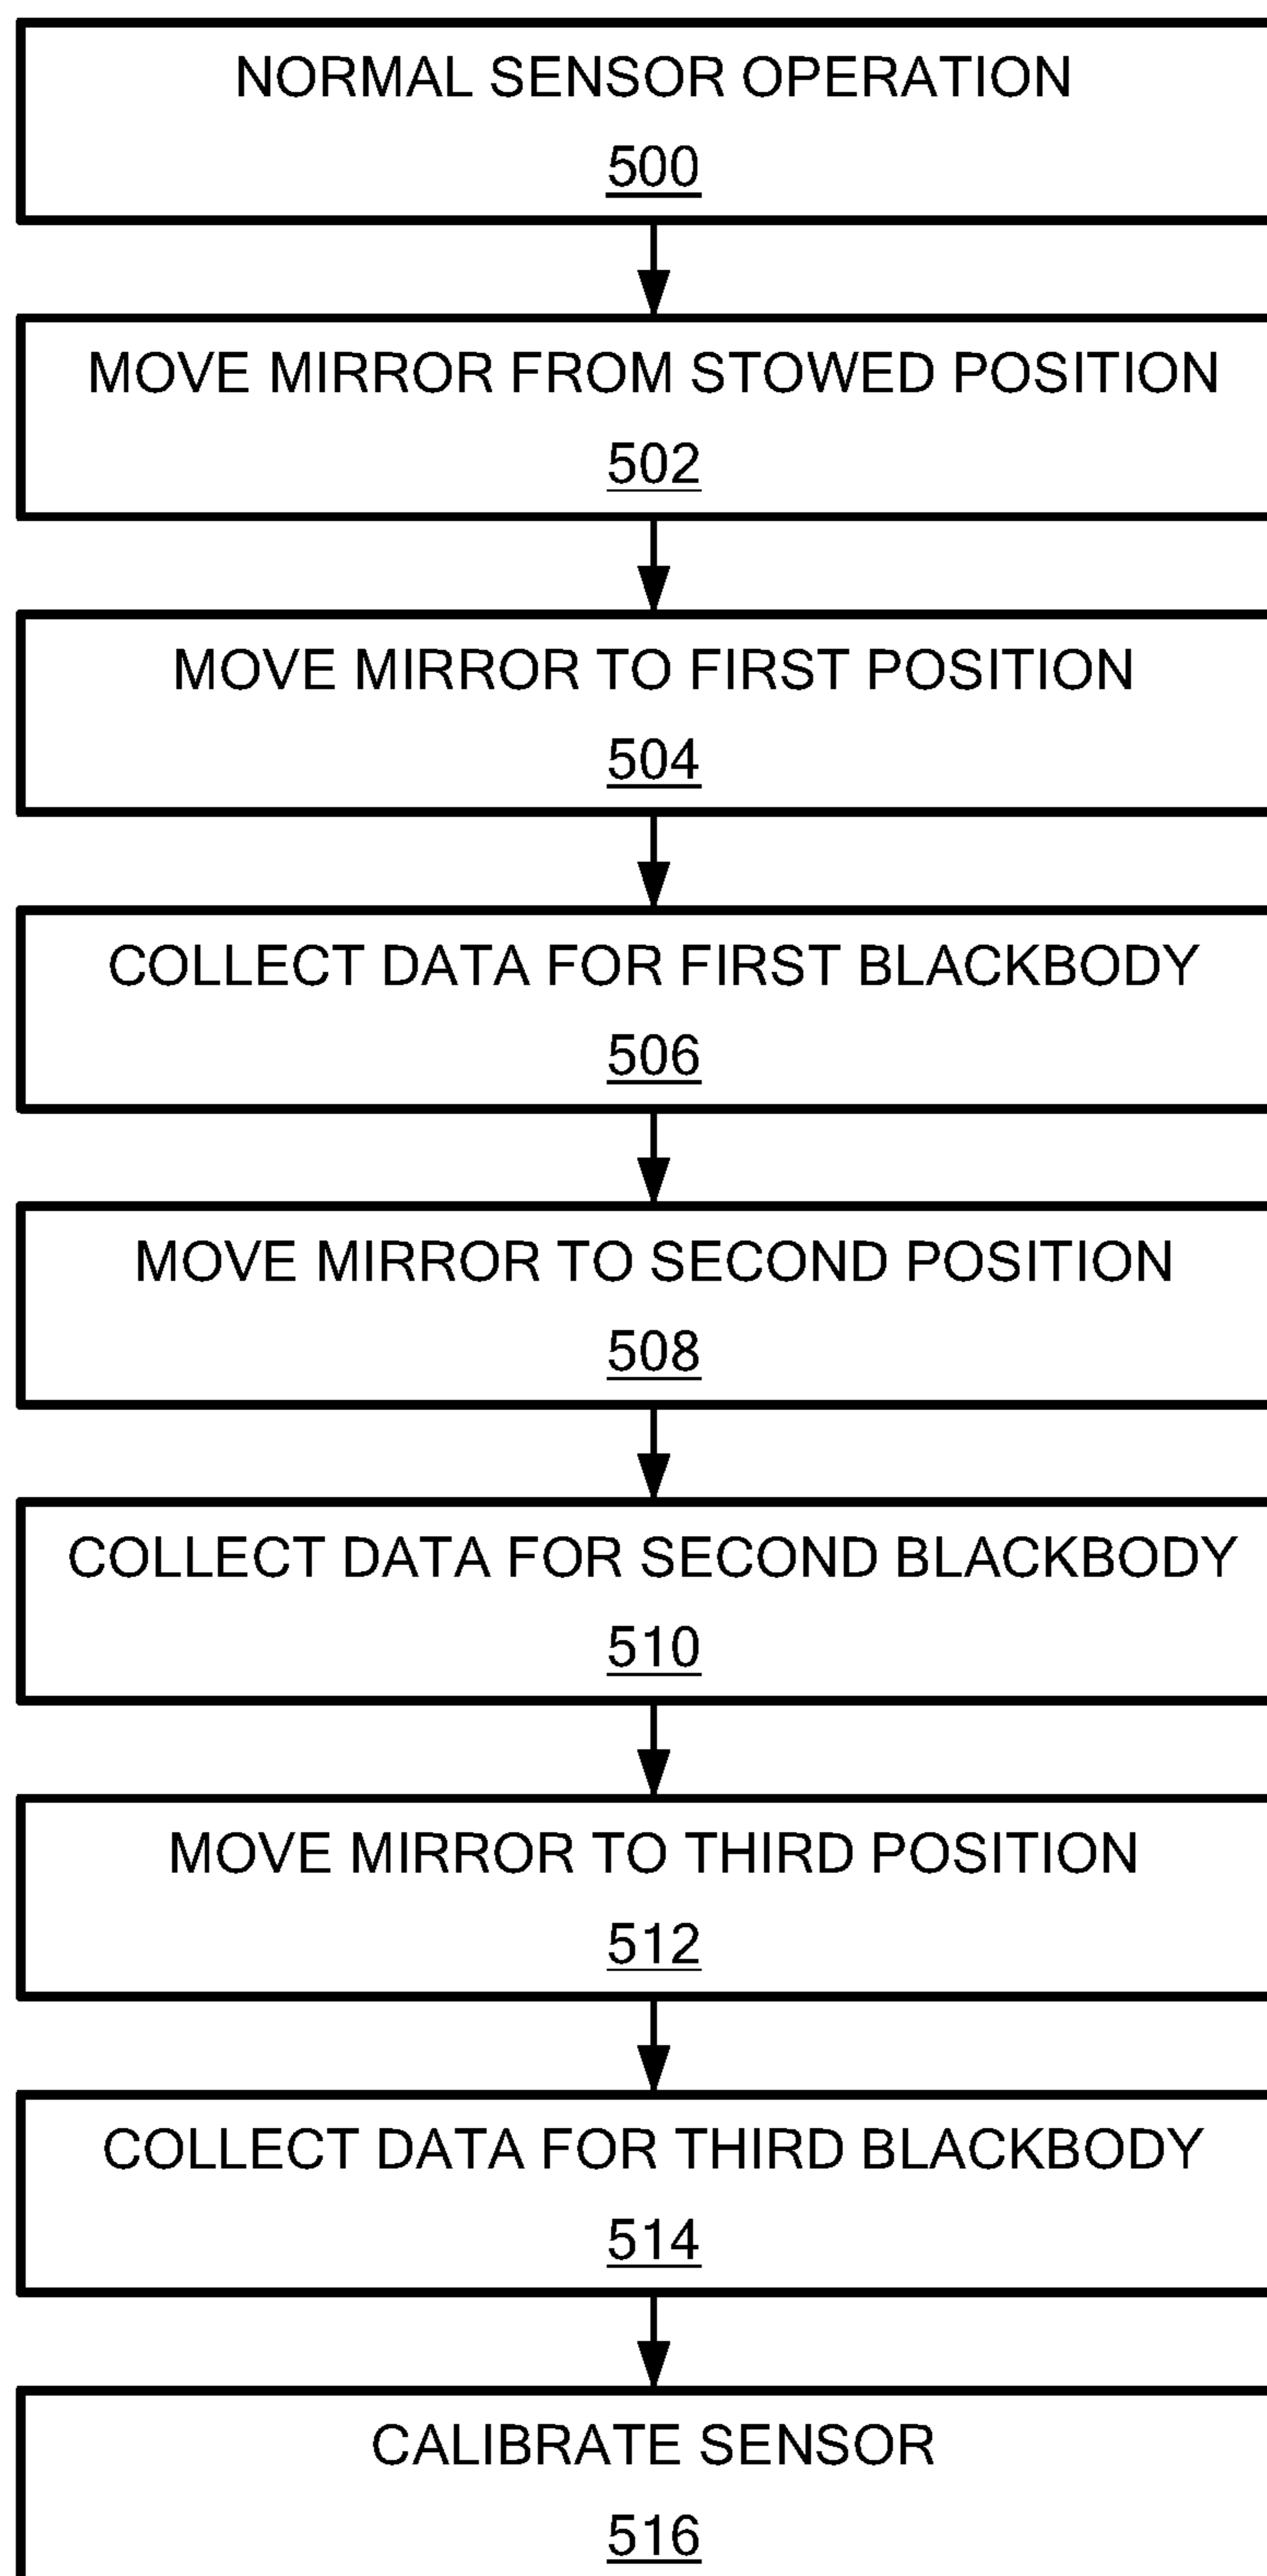 NORMAL SENSOR OPERATION
500
MOVE MIRROR FROM STOWED POSITION
502
MOVE MIRROR TO FIRST POSITION
504
COLLECT DATA FOR FIRST BLACKBODY
506
MOVE MIRROR TO SECOND POSITION
508
COLLECT DATA FOR SECOND BLACKBODY
510
MOVE MIRROR TO THIRD POSITION
512
COLLECT DATA FOR THIRD BLACKBODY
514
CALIBRATE SENSOR
516